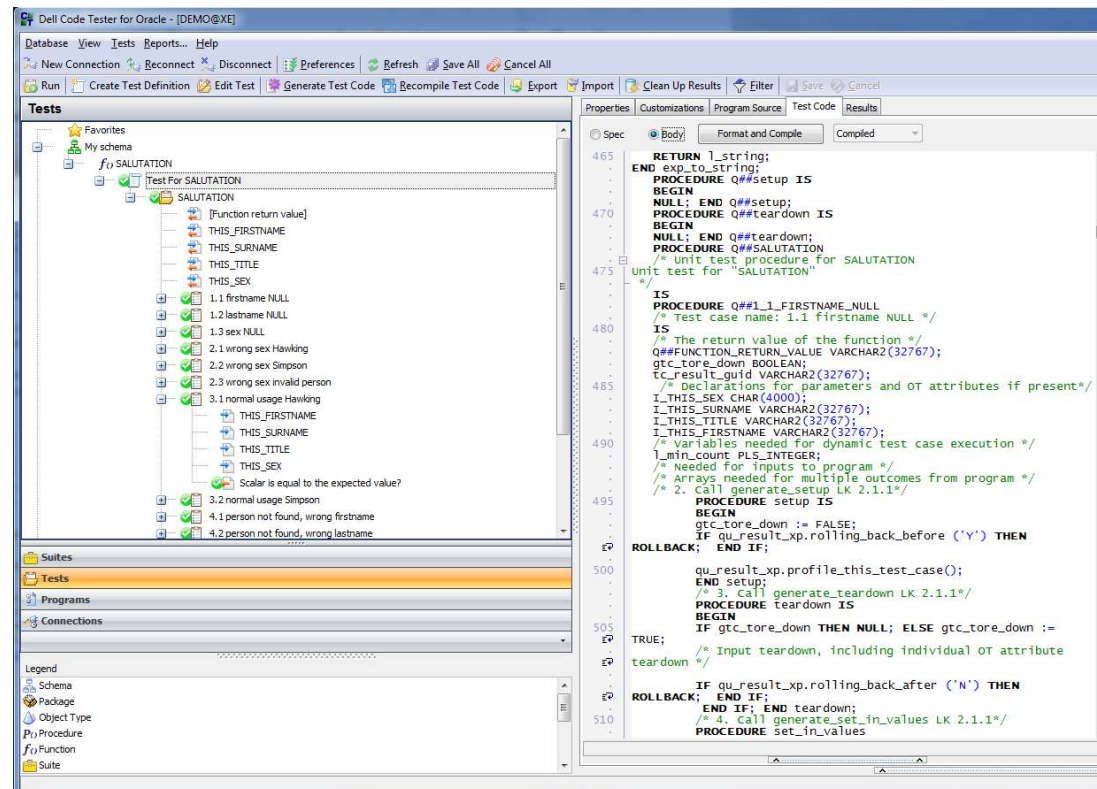 Dell Code Tester for Oracle - [DEMO@XE]
Database View Tests Reports... Help
New Connection Reconnect Disconnect Preferences Refresh Save All Cancel All
Run Create Test Definition Edit Test Generate Test Code Recompile Test Code Export Import Clean Up Results Filter Save Cancel
Tests
Favorites
My schema
f() SALUTATION
Test For SALUTATION
SALUTATION
[Function return value]
THIS_FIRSTNAME
THIS_SURNAME
THIS_TITLE
THIS_SEX
1.1 firstname NULL
1.2 lastname NULL
1.3 sex NULL
2.1 wrong sex Hawking
2.2 wrong sex Simpson
2.3 wrong sex invalid person
3.1 normal usage Hawking
THIS_FIRSTNAME
THIS_SURNAME
THIS_TITLE
THIS_SEX
Scalar is equal to the expected value?
3.2 normal usage Simpson
4.1 person not found, wrong firstname
4.2 person not found, wrong lastname
Suites
Tests
Programs
Connections
Legend
Schema
Package
Object Type
P() Procedure
f() Function
Suite
Properties Customizations Program Source Test Code Results
Spec Body Format and Compile Compiled
465 RETURN l_string;
END exp_to_string;
PROCEDURE Q##setup IS
BEGIN
NULL; END Q##setup;
470 PROCEDURE Q##teardown IS
BEGIN
NULL; END Q##teardown;
PROCEDURE Q##SALUTATION
/* Unit test procedure for SALUTATION
475 Unit test for "SALUTATION"
*/
IS
PROCEDURE Q##1_1_FIRSTNAME_NULL
/* Test case name: 1.1 firstname NULL */
480 IS
/* The return value of the function */
Q##FUNCTION_RETURN_VALUE VARCHAR2(32767);
gtc_tore_down BOOLEAN;
tc_result_guid VARCHAR2(32767);
485 /* Declarations for parameters and OT attributes if present*/
I_THIS_SEX CHAR(4000);
I_THIS_SURNAME VARCHAR2(32767);
I_THIS_TITLE VARCHAR2(32767);
I_THIS_FIRSTNAME VARCHAR2(32767);
490 /* Variables needed for dynamic test case execution */
l_min_count PLS_INTEGER;
/* Needed for inputs to program */
/* Arrays needed for multiple outcomes from program */
/* 2. Call generate_setup LK 2.1.1*/
495 PROCEDURE setup IS
BEGIN
gtc_tore_down := FALSE;
IF qu_result_xp.rolling_back_before ('Y') THEN
ROLLBACK; END IF;
500 qu_result_xp.profile_this_test_case();
END setup;
/* 3. Call generate_teardown LK 2.1.1*/
PROCEDURE teardown IS
BEGIN
505 IF gtc_tore_down THEN NULL; ELSE gtc_tore_down :=
TRUE;
/* Input teardown, including individual OT attribute
teardown */
IF qu_result_xp.rolling_back_after ('N') THEN
ROLLBACK; END IF;
END IF; END teardown;
510 /* 4. Call generate_set_in_values LK 2.1.1*/
PROCEDURE set_in_values